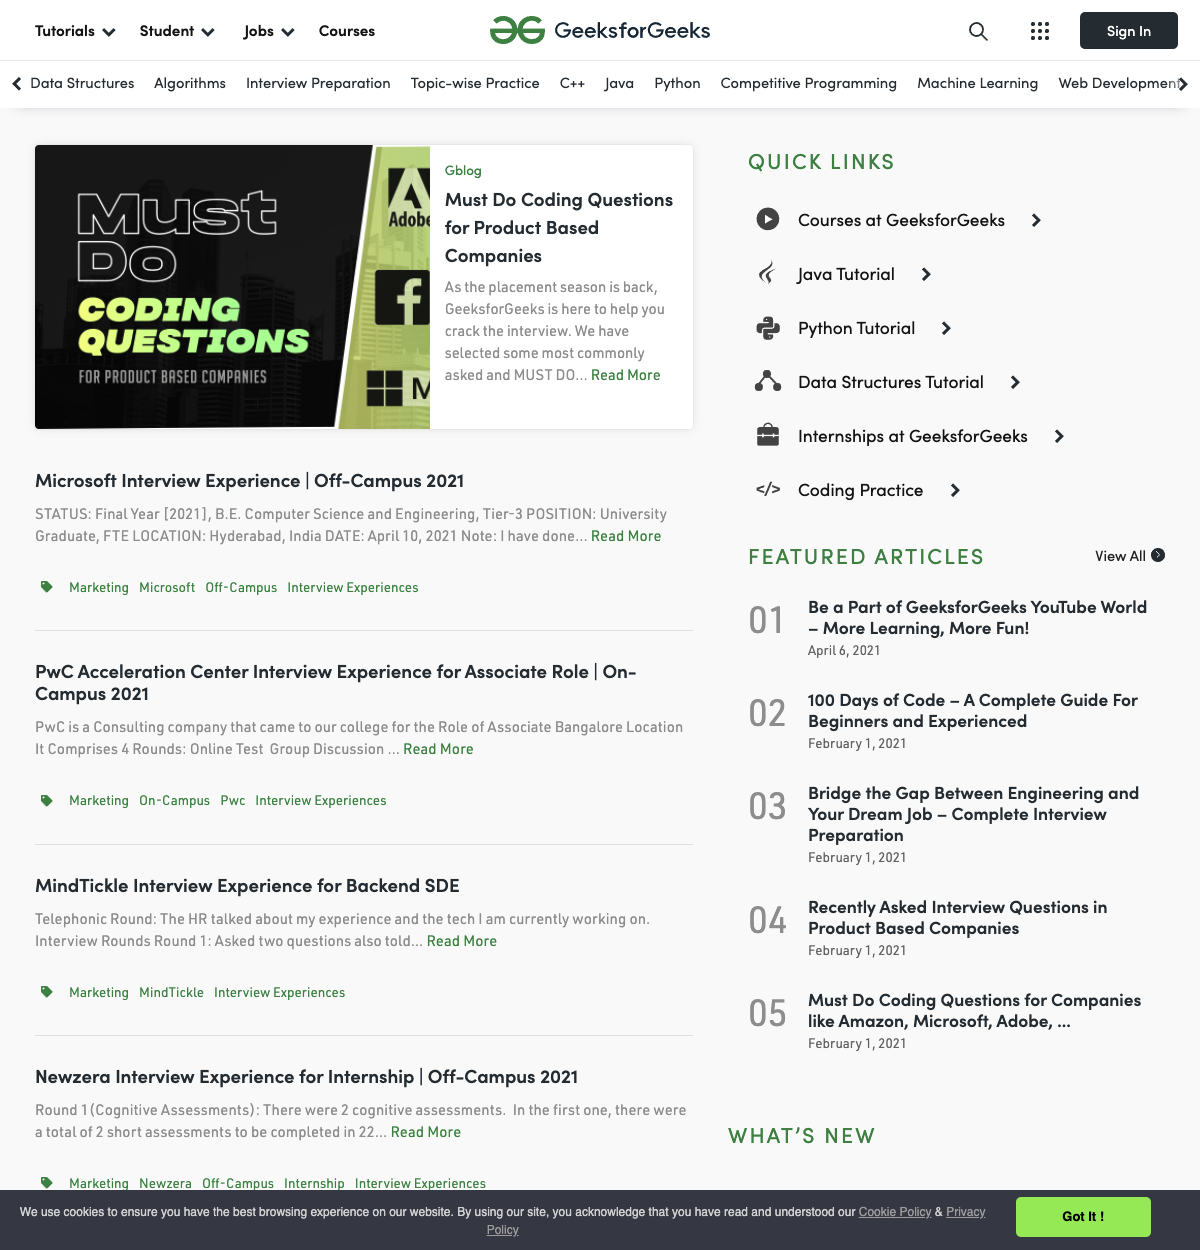 Tutorials Student Jobs Courses GeeksforGeeks Sign In
Data Structures Algorithms Interview Preparation Topic-wise Practice C++ Java Python Competitive Programming Machine Learning Web Development
Must
Do
CODING
QUESTIONS
FOR PRODUCT BASED COMPANIES
Adobe
M
Gblog
Must Do Coding Questions
for Product Based
Companies
As the placement season is back,
GeeksforGeeks is here to help you
crack the interview. We have
selected some most commonly
asked and MUST DO... Read More
Microsoft Interview Experience | Off-Campus 2021
STATUS: Final Year [2021], B.E. Computer Science and Engineering, Tier-3 POSITION: University
Graduate, FTE LOCATION: Hyderabad, India DATE: April 10, 2021 Note: I have done... Read More
Marketing Microsoft Off-Campus Interview Experiences
PwC Acceleration Center Interview Experience for Associate Role | On-
Campus 2021
PwC is a Consulting company that came to our college for the Role of Associate Bangalore Location
It Comprises 4 Rounds: Online Test Group Discussion ... Read More
Marketing On-Campus Pwc Interview Experiences
MindTickle Interview Experience for Backend SDE
Telephonic Round: The HR talked about my experience and the tech I am currently working on.
Interview Rounds Round 1: Asked two questions also told... Read More
Marketing MindTickle Interview Experiences
Newzera Interview Experience for Internship | Off-Campus 2021
Round 1(Cognitive Assessments): There were 2 cognitive assessments. In the first one, there were
a total of 2 short assessments to be completed in 22... Read More
Marketing Newzera Off-Campus Internship Interview Experiences
QUICK LINKS
Courses at GeeksforGeeks
Java Tutorial
Python Tutorial
Data Structures Tutorial
Internships at GeeksforGeeks
</> Coding Practice
FEATURED ARTICLES View All
01 Be a Part of GeeksforGeeks YouTube World
– More Learning, More Fun!
April 6, 2021
02 100 Days of Code – A Complete Guide For
Beginners and Experienced
February 1, 2021
03 Bridge the Gap Between Engineering and
Your Dream Job – Complete Interview
Preparation
February 1, 2021
04 Recently Asked Interview Questions in
Product Based Companies
February 1, 2021
05 Must Do Coding Questions for Companies
like Amazon, Microsoft, Adobe, ...
February 1, 2021
WHAT'S NEW
We use cookies to ensure you have the best browsing experience on our website. By using our site, you acknowledge that you have read and understood our Cookie Policy & Privacy
Policy
Got It !